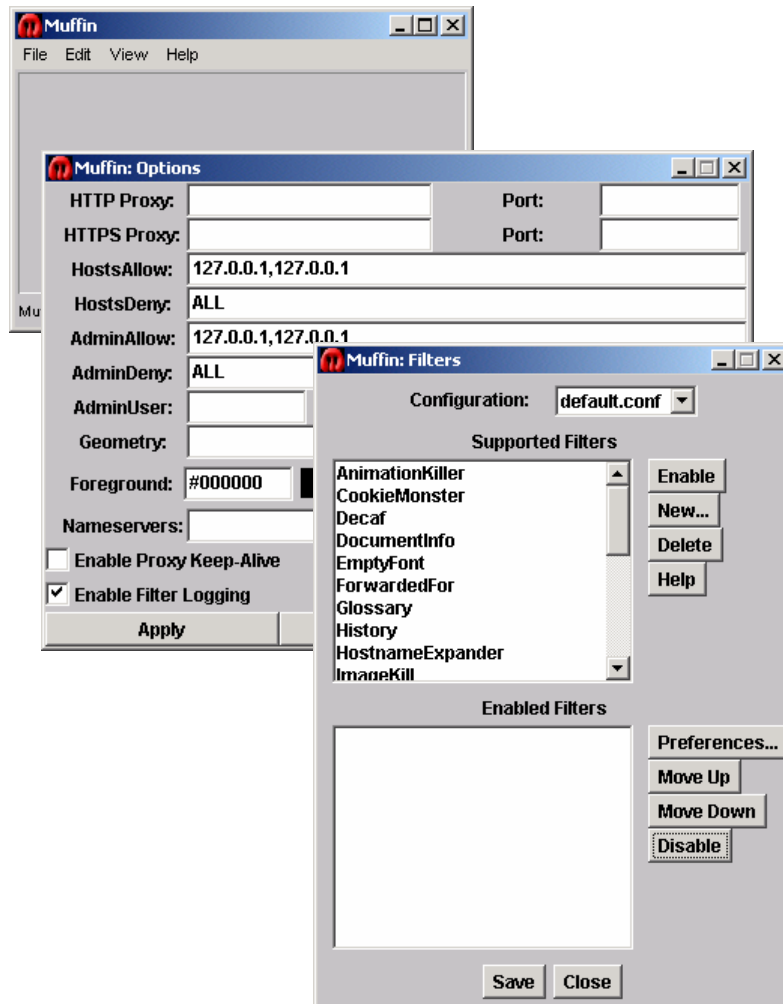 Muffin
File Edit View Help
Muffin: Options
HTTP Proxy: Port:
HTTPS Proxy: Port:
HostsAllow: 127.0.0.1,127.0.0.1
HostsDeny: ALL
AdminAllow: 127.0.0.1,127.0.0.1
AdminDeny: ALL
AdminUser:
Geometry:
Foreground: #000000
Nameservers:
Enable Proxy Keep-Alive
Enable Filter Logging
Apply
Muffin: Filters
Configuration: default.conf
Supported Filters
AnimationKiller
CookieMonster
Decaf
DocumentInfo
EmptyFont
ForwardedFor
Glossary
History
HostnameExpander
ImageKill
Enable
New...
Delete
Help
Enabled Filters
Preferences...
Move Up
Move Down
Disable
Save Close